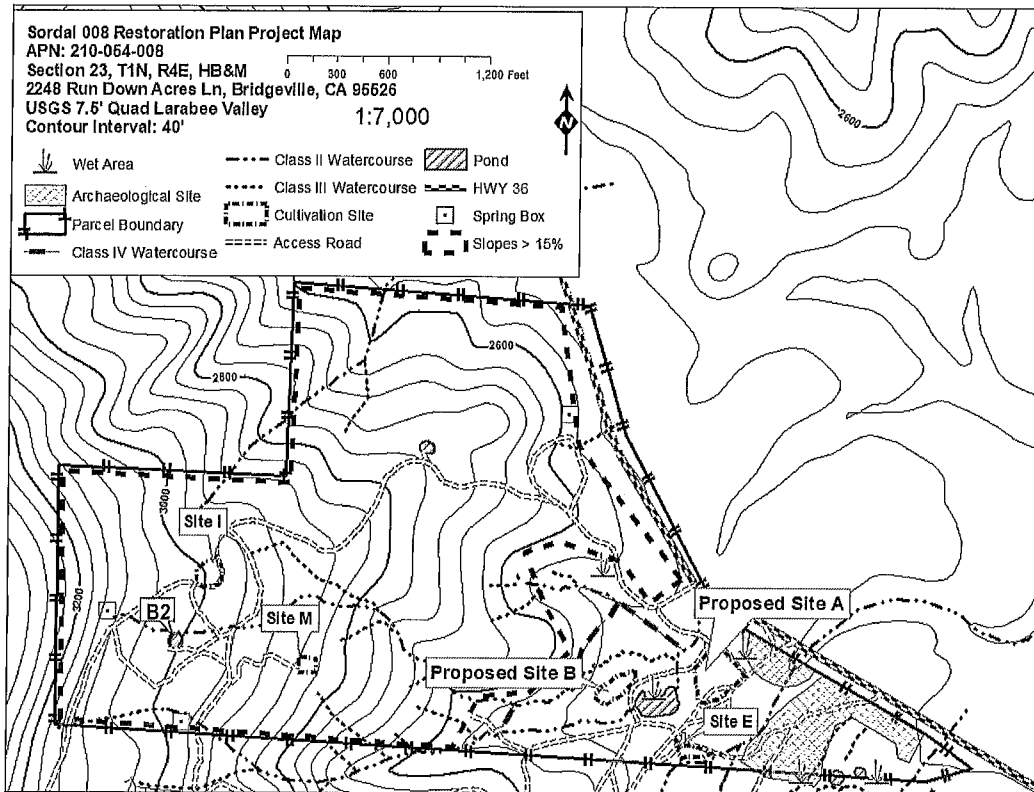 Sordal 008 Restoration Plan Project Map
APN: 210-054-008
Section 23, T1N, R4E, HB&M
2248 Run Down Acres Ln, Bridgeville, CA 95526
USGS 7.5' Quad Larabee Valley
Contour Interval: 40'
0 300 600 1,200 Feet
1:7,000
N
Wet Area
Archaeological Site
Parcel Boundary
Class IV Watercourse
Class II Watercourse
Class III Watercourse
Cultivation Site
Access Road
Pond
HWY 36
Spring Box
Slopes > 15%
2600
2600
2800
3000
3200
Site I
B2
Site M
Proposed Site A
Proposed Site B
Site E